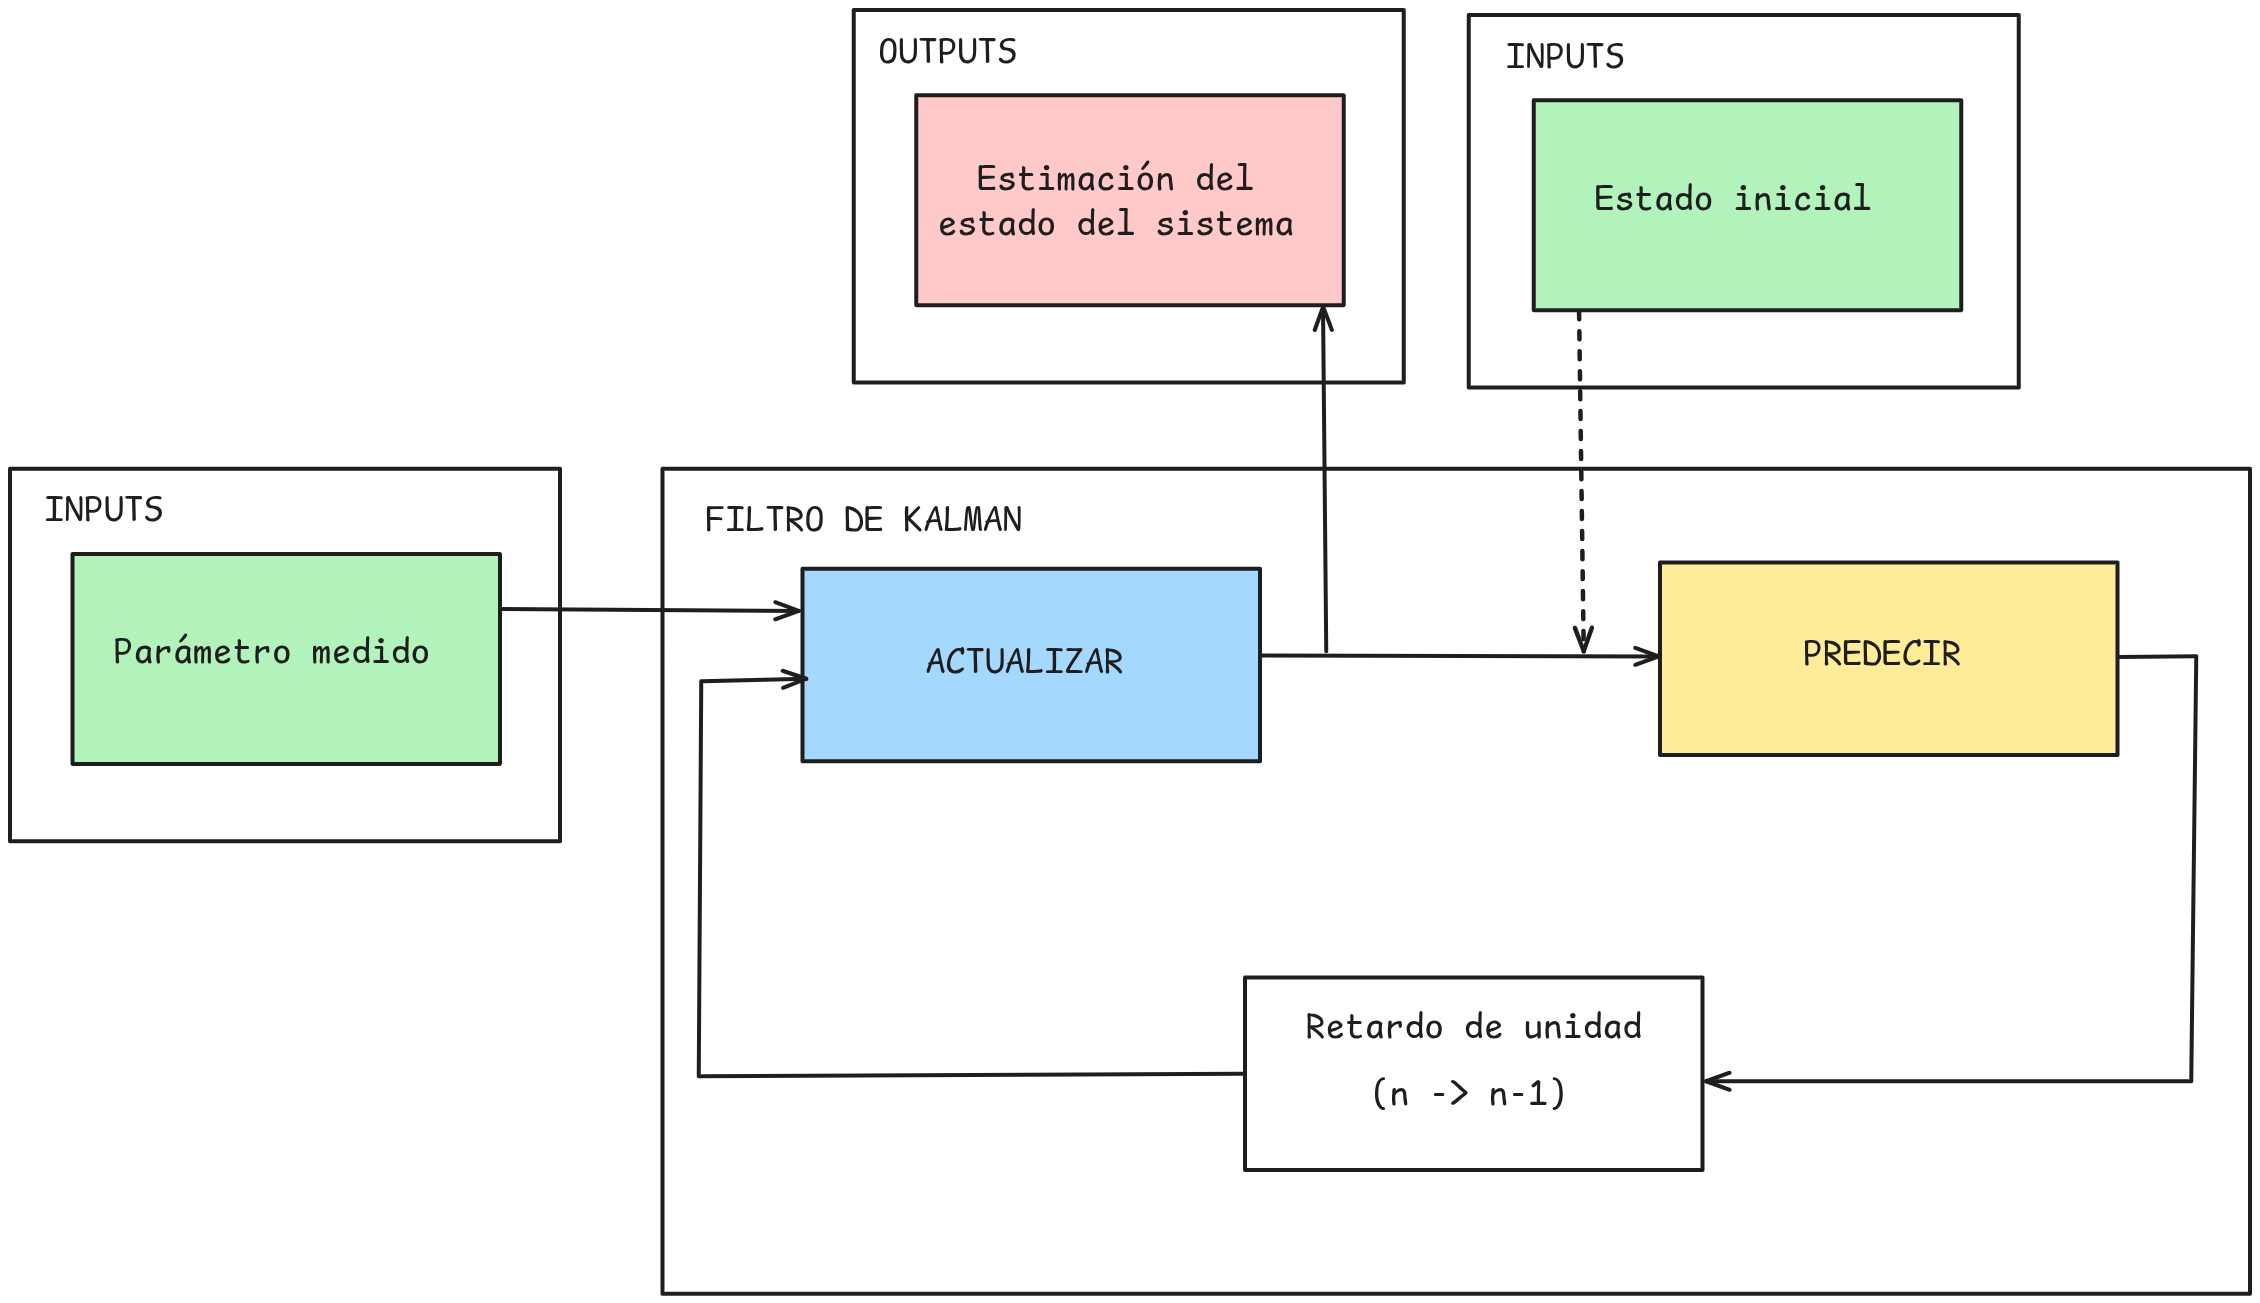 OUTPUTS
Estimación del
estado del sistema
INPUTS
Estado inicial
INPUTS
Parámetro medido
FILTRO DE KALMAN
ACTUALIZAR
PREDECIR
Retardo de unidad
(n -> n-1)